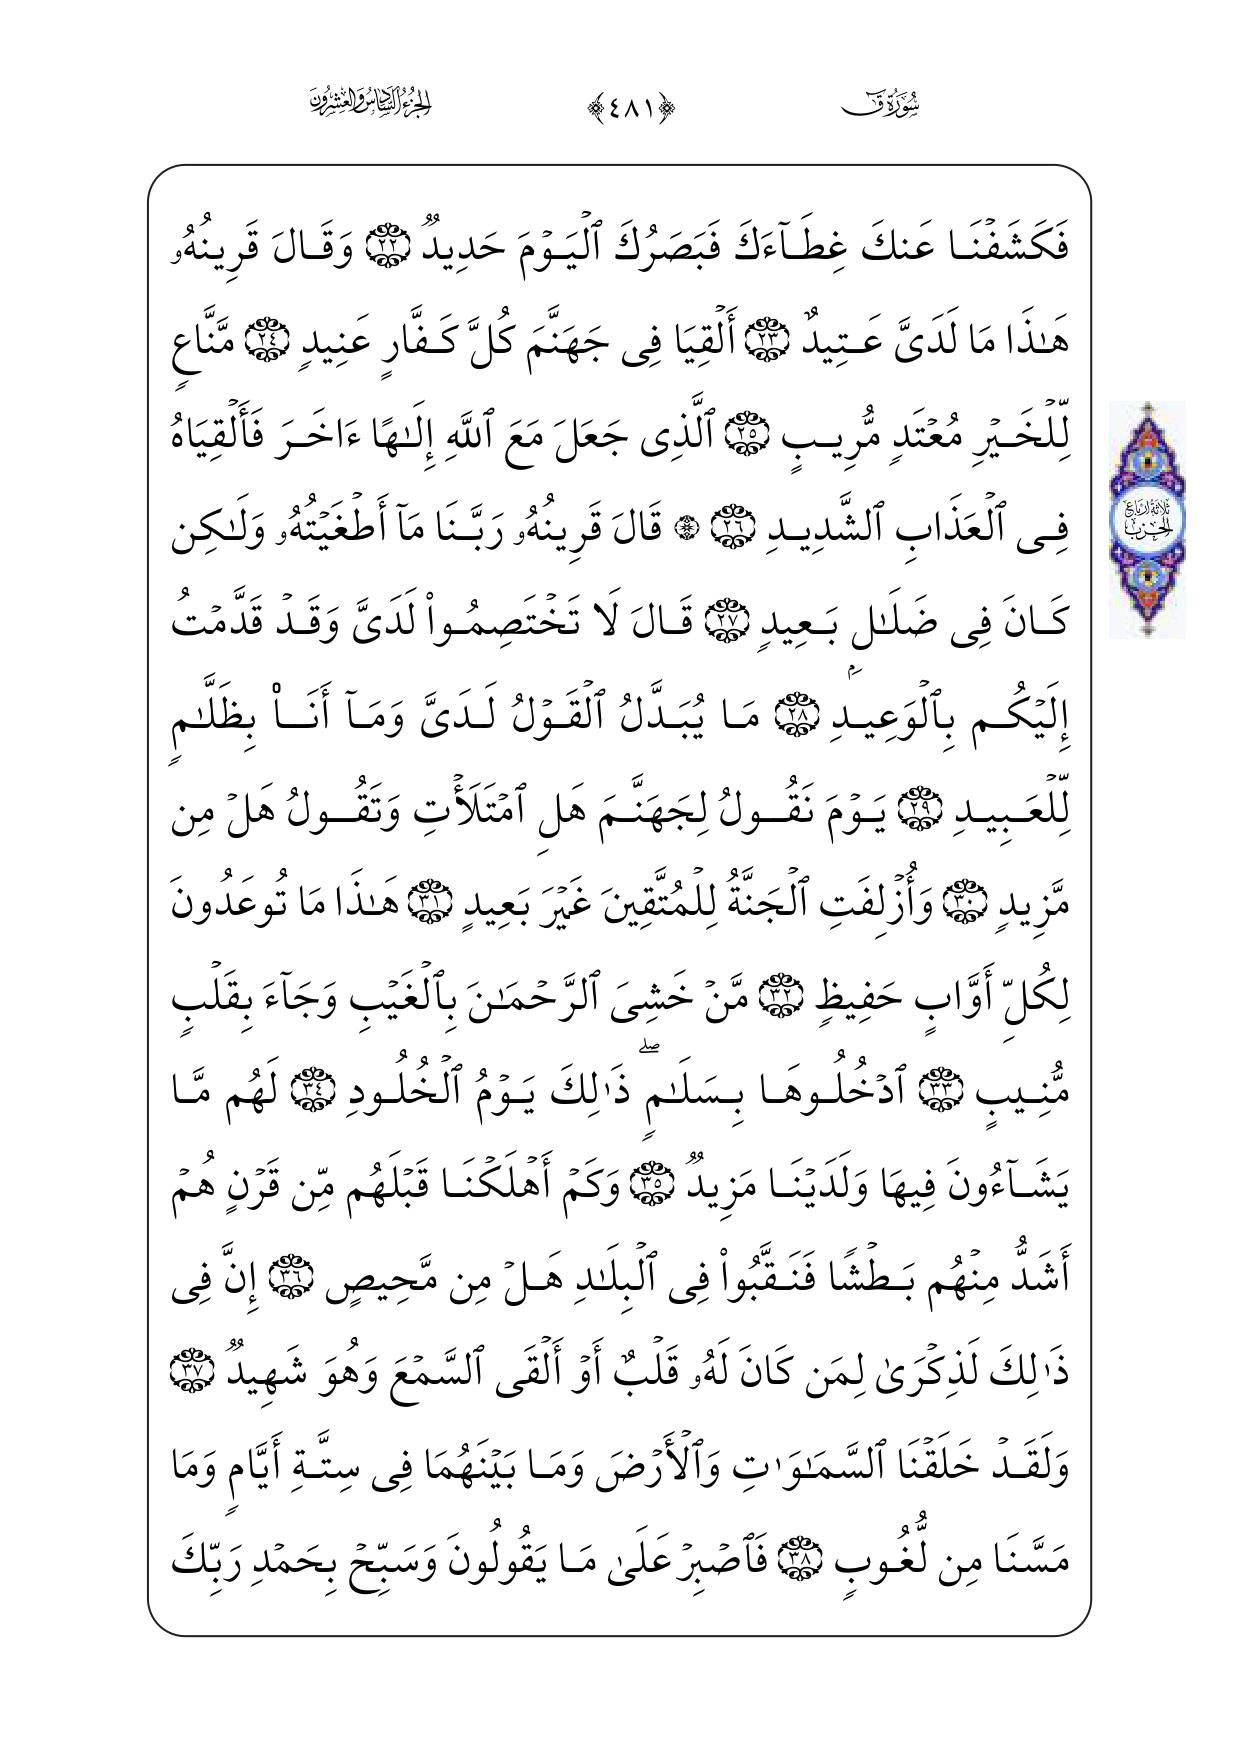 سُورَةُ قٓ
﴿٤٨١﴾
الجُزْءُ السَّادِسُ وَالعِشْرُونَ
فَكَشَفۡنَا عَنكَ غِطَآءَكَ فَبَصَرُكَ ٱلۡيَوۡمَ حَدِيدٞ ٢٢ وَقَالَ قَرِينُهُۥ
هَٰذَا مَا لَدَيَّ عَتِيدٌ ٢٣ أَلۡقِيَا فِي جَهَنَّمَ كُلَّ كَفَّارٍ عَنِيدٖ ٢٤ مَّنَّاعٖ
لِّلۡخَيۡرِ مُعۡتَدٖ مُّرِيبٍ ٢٥ ٱلَّذِي جَعَلَ مَعَ ٱللَّهِ إِلَٰهًا ءَاخَرَ فَأَلۡقِيَاهُ
فِي ٱلۡعَذَابِ ٱلشَّدِيدِ ٢٦ ۞ قَالَ قَرِينُهُۥ رَبَّنَا مَآ أَطۡغَيۡتُهُۥ وَلَٰكِن
كَانَ فِي ضَلَٰلِۭ بَعِيدٖ ٢٧ قَالَ لَا تَخۡتَصِمُواْ لَدَيَّ وَقَدۡ قَدَّمۡتُ
إِلَيۡكُم بِٱلۡوَعِيدِ ٢٨ مَا يُبَدَّلُ ٱلۡقَوۡلُ لَدَيَّ وَمَآ أَنَا۠ بِظَلَّٰمٖ
لِّلۡعَبِيدِ ٢٩ يَوۡمَ نَقُولُ لِجَهَنَّمَ هَلِ ٱمۡتَلَأۡتِ وَتَقُولُ هَلۡ مِن
مَّزِيدٖ ٣٠ وَأُزۡلِفَتِ ٱلۡجَنَّةُ لِلۡمُتَّقِينَ غَيۡرَ بَعِيدٍ ٣١ هَٰذَا مَا تُوعَدُونَ
لِكُلِّ أَوَّابٍ حَفِيظٖ ٣٢ مَّنۡ خَشِيَ ٱلرَّحۡمَٰنَ بِٱلۡغَيۡبِ وَجَآءَ بِقَلۡبٖ
مُّنِيبٍ ٣٣ ٱدۡخُلُوهَا بِسَلَٰمٖۖ ذَٰلِكَ يَوۡمُ ٱلۡخُلُودِ ٣٤ لَهُم مَّا
يَشَآءُونَ فِيهَا وَلَدَيۡنَا مَزِيدٞ ٣٥ وَكَمۡ أَهۡلَكۡنَا قَبۡلَهُم مِّن قَرۡنٍ هُمۡ
أَشَدُّ مِنۡهُم بَطۡشٗا فَنَقَّبُواْ فِي ٱلۡبِلَٰدِ هَلۡ مِن مَّحِيصٍ ٣٦ إِنَّ فِي
ذَٰلِكَ لَذِكۡرَىٰ لِمَن كَانَ لَهُۥ قَلۡبٌ أَوۡ أَلۡقَى ٱلسَّمۡعَ وَهُوَ شَهِيدٞ ٣٧
وَلَقَدۡ خَلَقۡنَا ٱلسَّمَٰوَٰتِ وَٱلۡأَرۡضَ وَمَا بَيۡنَهُمَا فِي سِتَّةِ أَيَّامٖ وَمَا
مَسَّنَا مِن لُّغُوبٖ ٣٨ فَٱصۡبِرۡ عَلَىٰ مَا يَقُولُونَ وَسَبِّحۡ بِحَمۡدِ رَبِّكَ
ثلاثة ارباع
الحزب